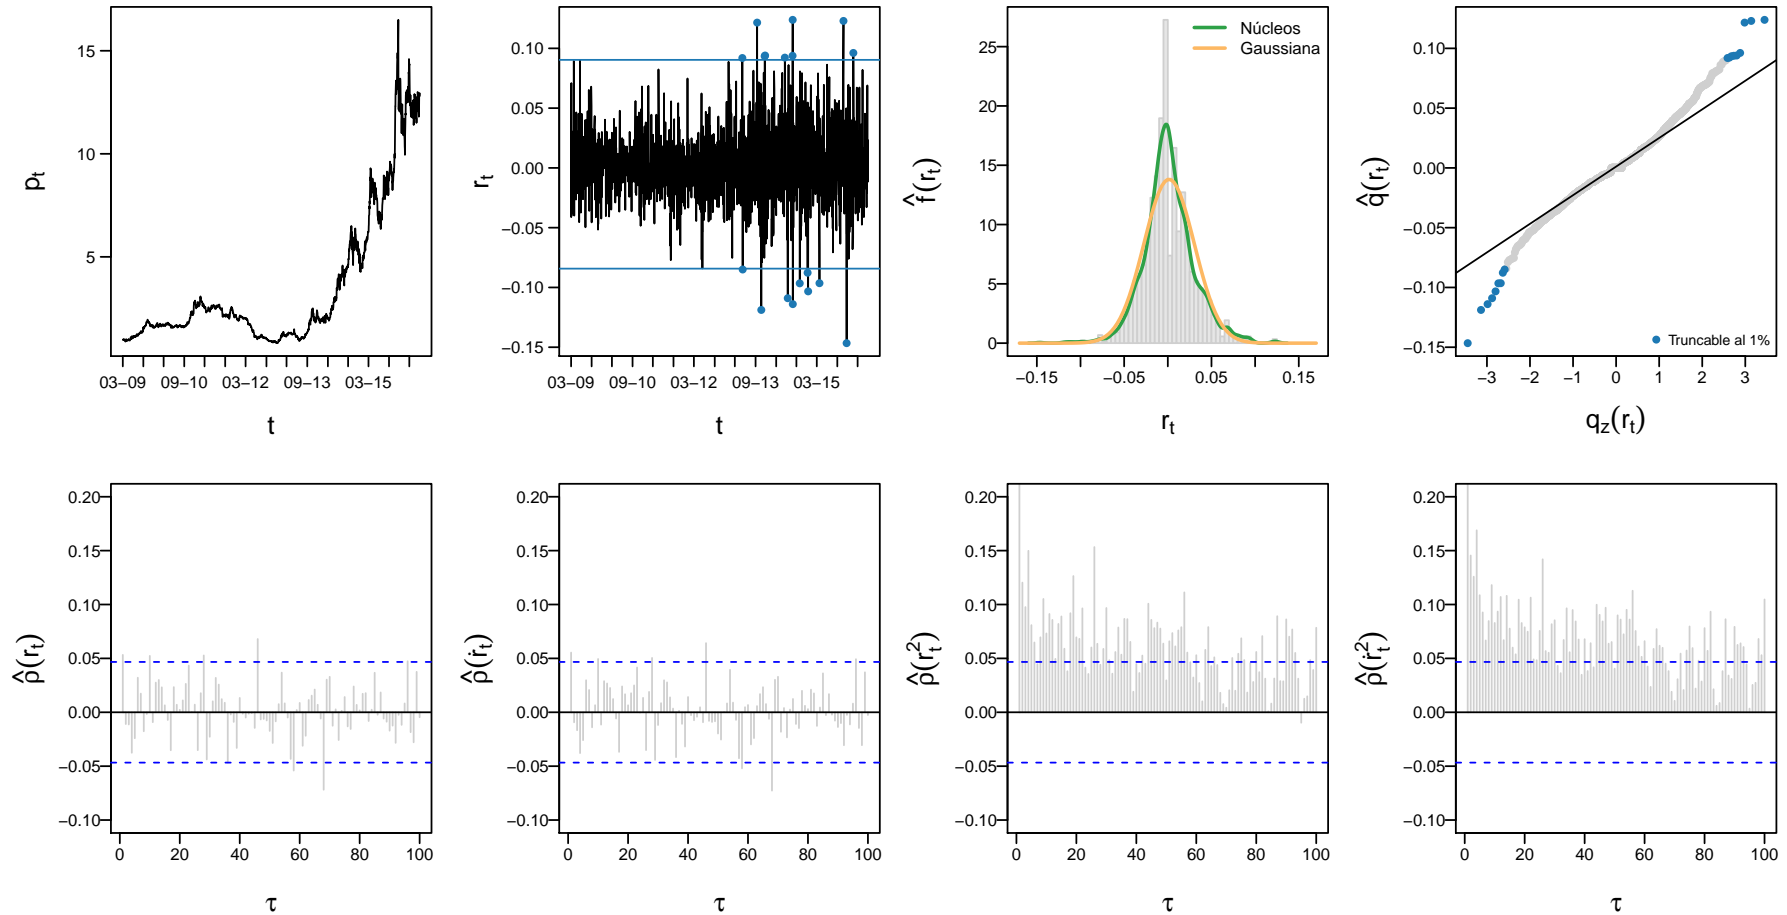 15
10
5
03−09 09−10 03−12 09−13 03−15
p_t
t
0.10
0.05
0.00
−0.05
−0.10
−0.15
03−09 09−10 03−12 09−13 03−15
r_t
t
25
20
15
10
5
0
−0.15 −0.05 0.05 0.15
f̂(r_t)
r_t
Núcleos
Gaussiana
0.10
0.05
0.00
−0.05
−0.10
−0.15
−3 −2 −1 0 1 2 3
q̂(r_t)
q_z(r_t)
Truncable al 1%
0.20
0.15
0.10
0.05
0.00
−0.05
−0.10
0 20 40 60 80 100
ρ̂(r_t)
τ
0.20
0.15
0.10
0.05
0.00
−0.05
−0.10
0 20 40 60 80 100
ρ̂(ṙ_t)
τ
0.20
0.15
0.10
0.05
0.00
−0.05
−0.10
0 20 40 60 80 100
ρ̂(r_t^2)
τ
0.20
0.15
0.10
0.05
0.00
−0.05
−0.10
0 20 40 60 80 100
ρ̂(ṙ_t^2)
τ